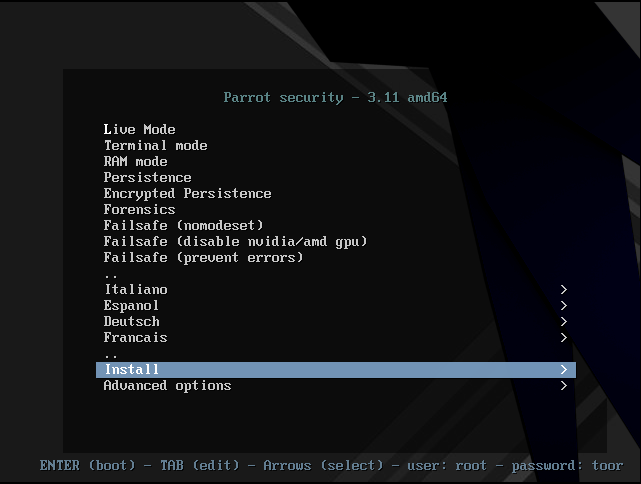 Parrot security - 3.11 amd64
Live Mode
Terminal mode
RAM mode
Persistence
Encrypted Persistence
Forensics
Failsafe (nomodeset)
Failsafe (disable nvidia/amd gpu)
Failsafe (prevent errors)
..
Italiano >
Espanol >
Deutsch >
Francais >
..
Install >
Advanced options >
ENTER (boot) - TAB (edit) - Arrows (select) - user: root - password: toor